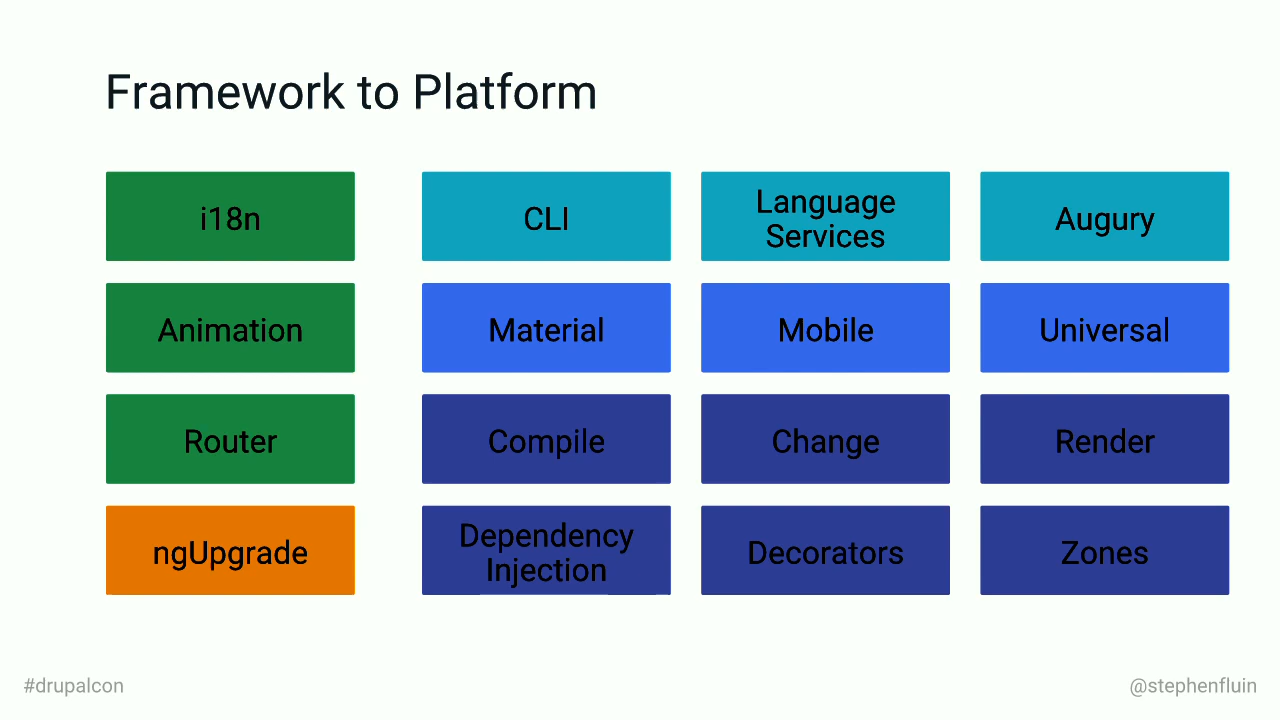 Framework to Platform
i18n
CLI
Language
Services
Augury
Animation
Material
Mobile
Universal
Router
Compile
Change
Render
ngUpgrade
Dependency
Injection
Decorators
Zones
#drupalcon
@stephenfluin